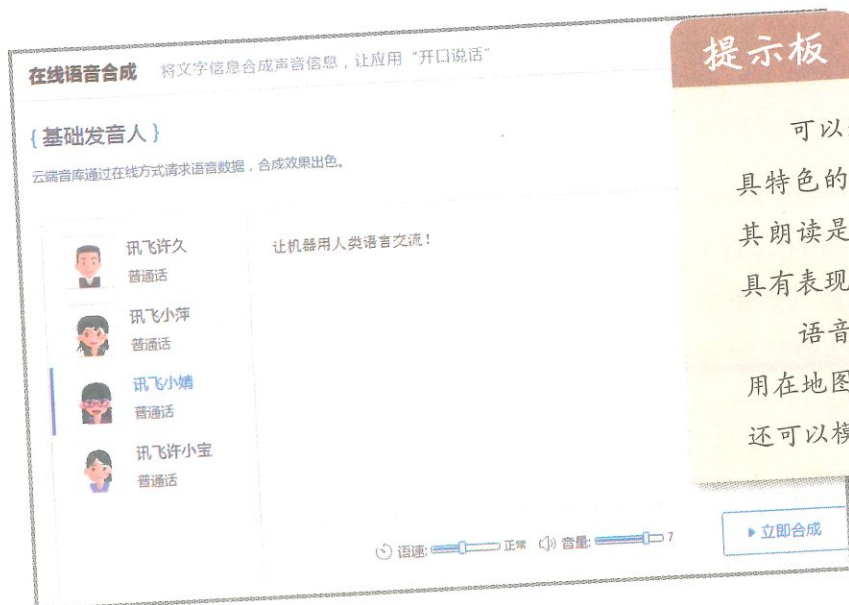 在线语音合成 将文字信息合成声音信息，让应用“开口说话”
{基础发音人}
云端音库通过在线方式请求语音数据，合成效果出色。
讯飞许久
普通话
讯飞小萍
普通话
讯飞小婧
普通话
讯飞许小宝
普通话
让机器用人类语言交流！
语速: 正常 音量: 7
立即合成
提示板
可以
具特色的
其朗读是
具有表现
语音
用在地图
还可以模